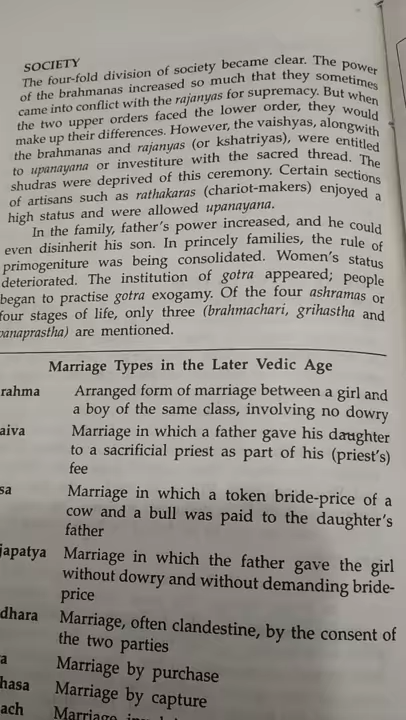 SOCIETY
The four-fold division of society became clear. The power
of the brahmanas increased so much that they sometimes
came into conflict with the rajanyas for supremacy. But when
the two upper orders faced the lower order, they would
make up their differences. However, the vaishyas, alongwith
the brahmanas and rajanyas (or kshatriyas), were entitled
to upanayana or investiture with the sacred thread. The
shudras were deprived of this ceremony. Certain sections
of artisans such as rathakaras (chariot-makers) enjoyed a
high status and were allowed upanayana.
In the family, father's power increased, and he could
even disinherit his son. In princely families, the rule of
primogeniture was being consolidated. Women's status
deteriorated. The institution of gotra appeared; people
began to practise gotra exogamy. Of the four ashramas or
four stages of life, only three (brahmachari, grihastha and
vanaprastha) are mentioned.
Marriage Types in the Later Vedic Age
rahma Arranged form of marriage between a girl and
a boy of the same class, involving no dowry
aiva Marriage in which a father gave his daughter
to a sacrificial priest as part of his (priest's)
fee
sa Marriage in which a token bride-price of a
cow and a bull was paid to the daughter's
father
japatya Marriage in which the father gave the girl
without dowry and without demanding bride-
price
dhara Marriage, often clandestine, by the consent of
the two parties
a Marriage by purchase
hasa Marriage by capture
ach Marriage